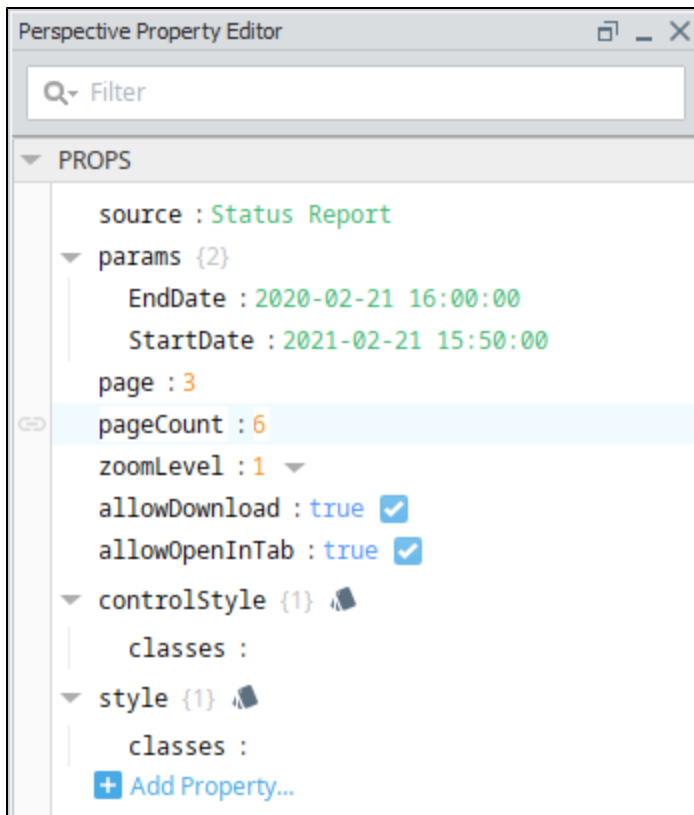 Perspective Property Editor
Filter
PROPS
source : Status Report
params {2}
EndDate : 2020-02-21 16:00:00
StartDate : 2021-02-21 15:50:00
page : 3
pageCount : 6
zoomLevel : 1
allowDownload : true
allowOpenInTab : true
controlStyle {1}
classes :
style {1}
classes :
Add Property...